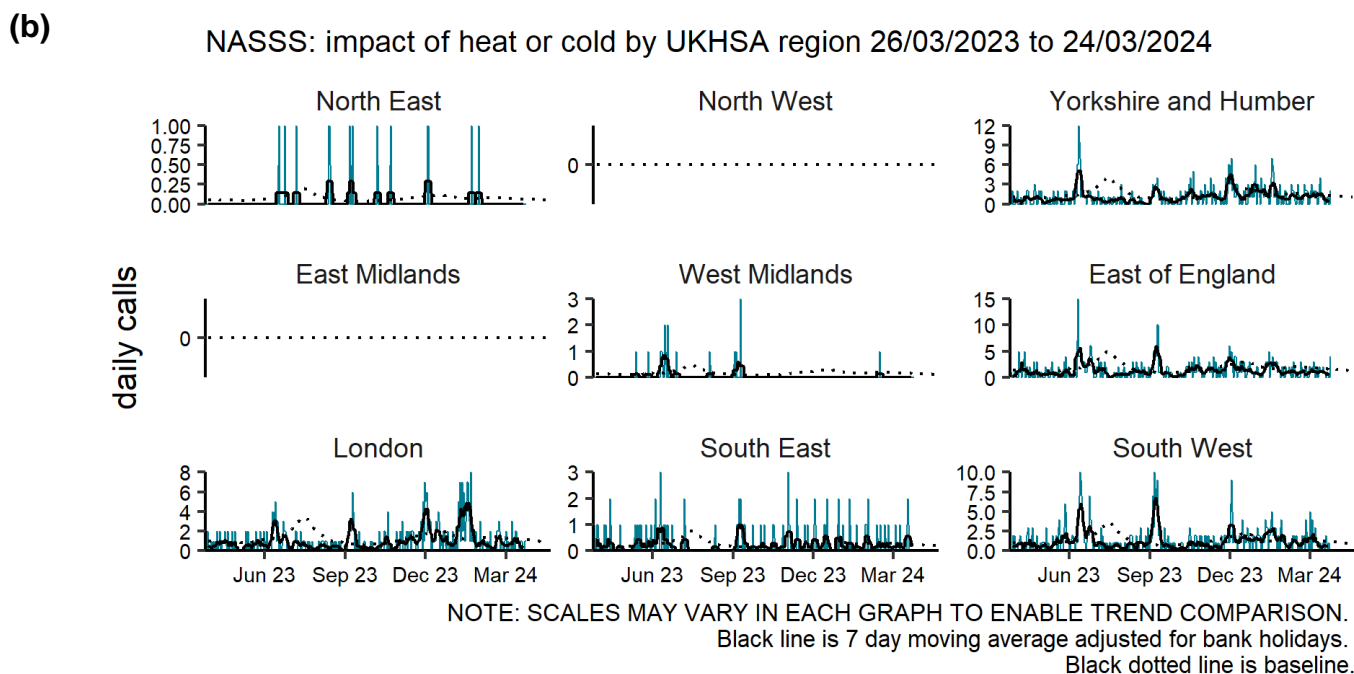 (b)
NASSS: impact of heat or cold by UKHSA region 26/03/2023 to 24/03/2024
daily calls
North East
1.00
0.75
0.50
0.25
0.00
North West
0
Yorkshire and Humber
12
9
6
3
0
East Midlands
0
West Midlands
3
2
1
0
East of England
15
10
5
0
London
8
6
4
2
0
Jun 23 Sep 23 Dec 23 Mar 24
South East
3
2
1
0
Jun 23 Sep 23 Dec 23 Mar 24
South West
10.0
7.5
5.0
2.5
0.0
Jun 23 Sep 23 Dec 23 Mar 24
NOTE: SCALES MAY VARY IN EACH GRAPH TO ENABLE TREND COMPARISON.
Black line is 7 day moving average adjusted for bank holidays.
Black dotted line is baseline.